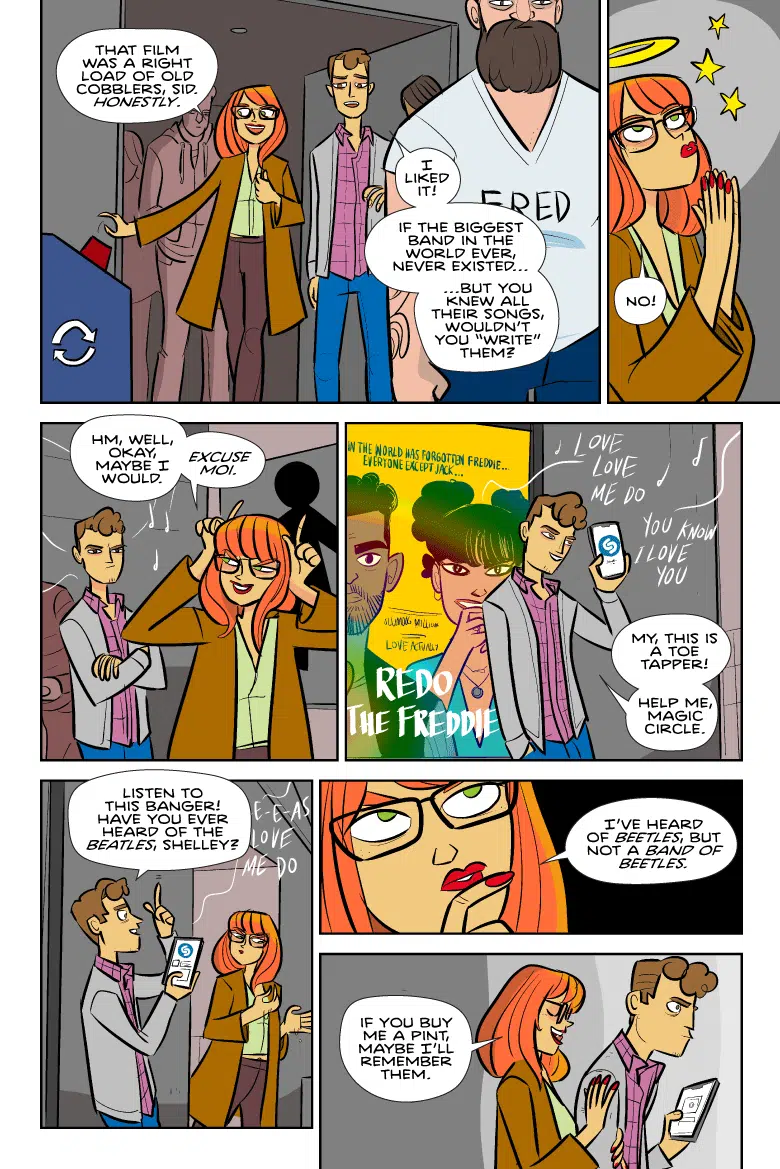 THAT FILM
WAS A RIGHT
LOAD OF OLD
COBBLERS, SID.
HONESTLY.
I
LIKED
IT!
FRED
IF THE BIGGEST
BAND IN THE
WORLD EVER,
NEVER EXISTED...
...BUT YOU
KNEW ALL
THEIR SONGS,
WOULDN'T
YOU “WRITE”
THEM?
NO!
HM, WELL,
OKAY,
MAYBE I
WOULD.
EXCUSE
MOI.
IN THE WORLD HAS FORGOTTEN FREDDIE...
EVERYONE EXCEPT JACK...
LOVE ACTUALLY
REDO
THE FREDDIE
LOVE
LOVE
ME DO
YOU KNOW
I LOVE
YOU
MY, THIS IS
A TOE
TAPPER!
HELP ME,
MAGIC
CIRCLE.
LISTEN TO
THIS BANGER!
HAVE YOU EVER
HEARD OF THE
BEATLES, SHELLEY?
E-E-AS
LOVE
ME DO
I'VE HEARD
OF BEETLES, BUT
NOT A BAND OF
BEETLES.
IF YOU BUY
ME A PINT,
MAYBE I'LL
REMEMBER
THEM.